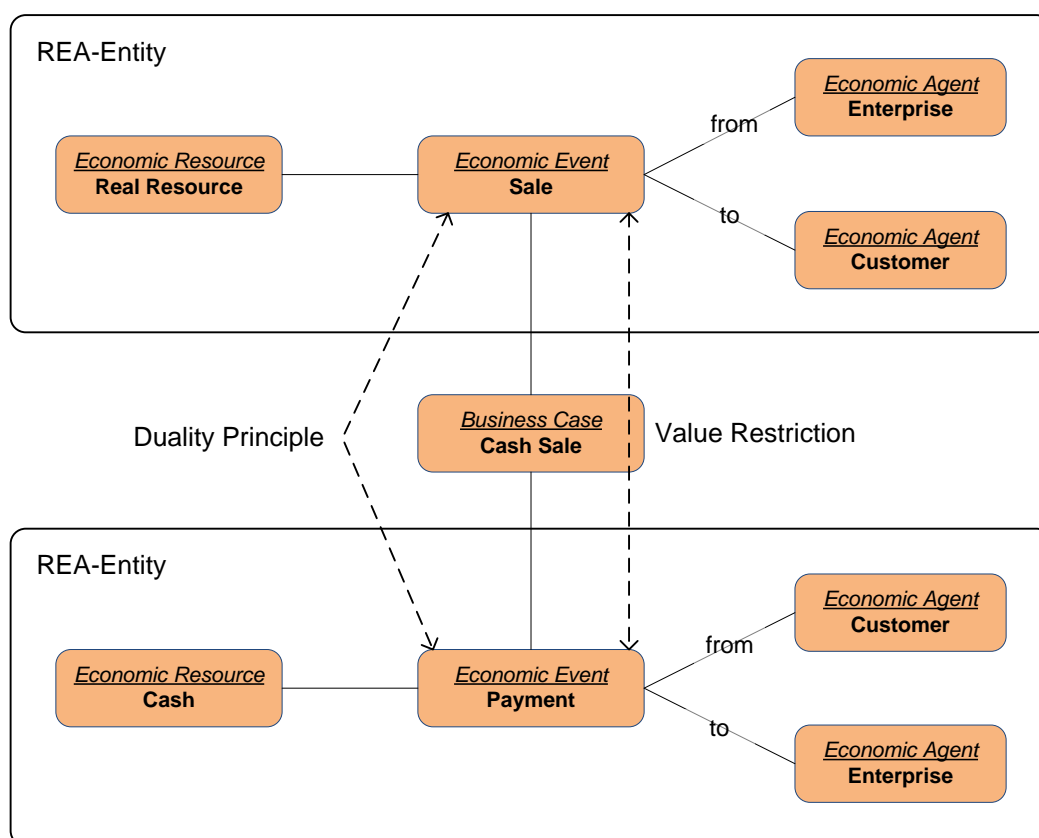 REA-Entity
Economic Agent
Enterprise
from
Economic Resource
Real Resource
Economic Event
Sale
to
Economic Agent
Customer
Business Case
Cash Sale
Duality Principle
Value Restriction
REA-Entity
Economic Agent
Customer
from
Economic Resource
Cash
Economic Event
Payment
to
Economic Agent
Enterprise